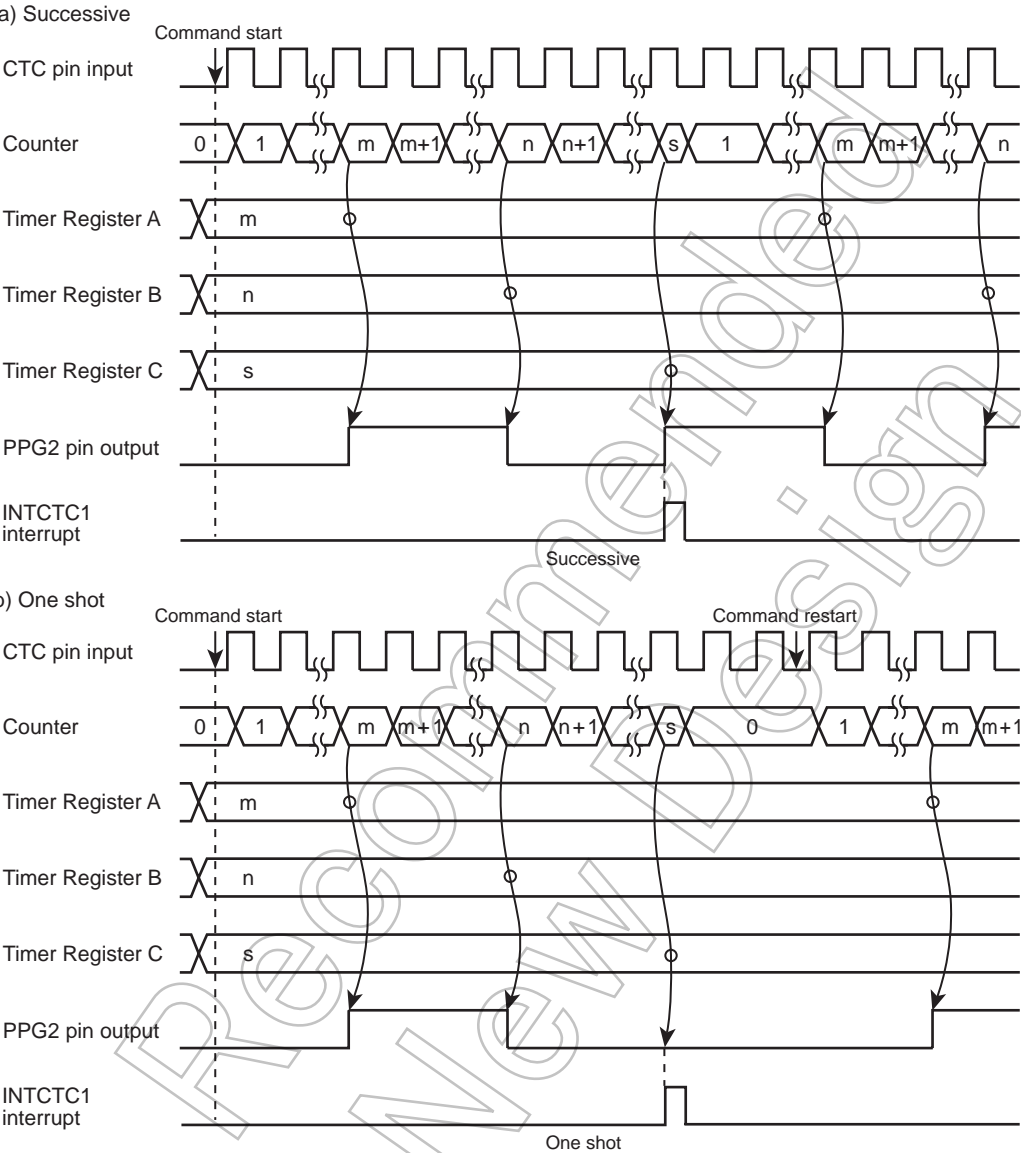 a) Successive
Command start
CTC pin input
Counter 0 1 m m+1 n n+1 s 1 m m+1 n
Timer Register A m
Timer Register B n
Timer Register C s
PPG2 pin output
INTCTC1
interrupt
Successive
b) One shot
Command start Command restart
CTC pin input
Counter 0 1 m m+1 n n+1 s 0 1 m m+1
Timer Register A m
Timer Register B n
Timer Register C s
PPG2 pin output
INTCTC1
interrupt
One shot
Recommended
New Design